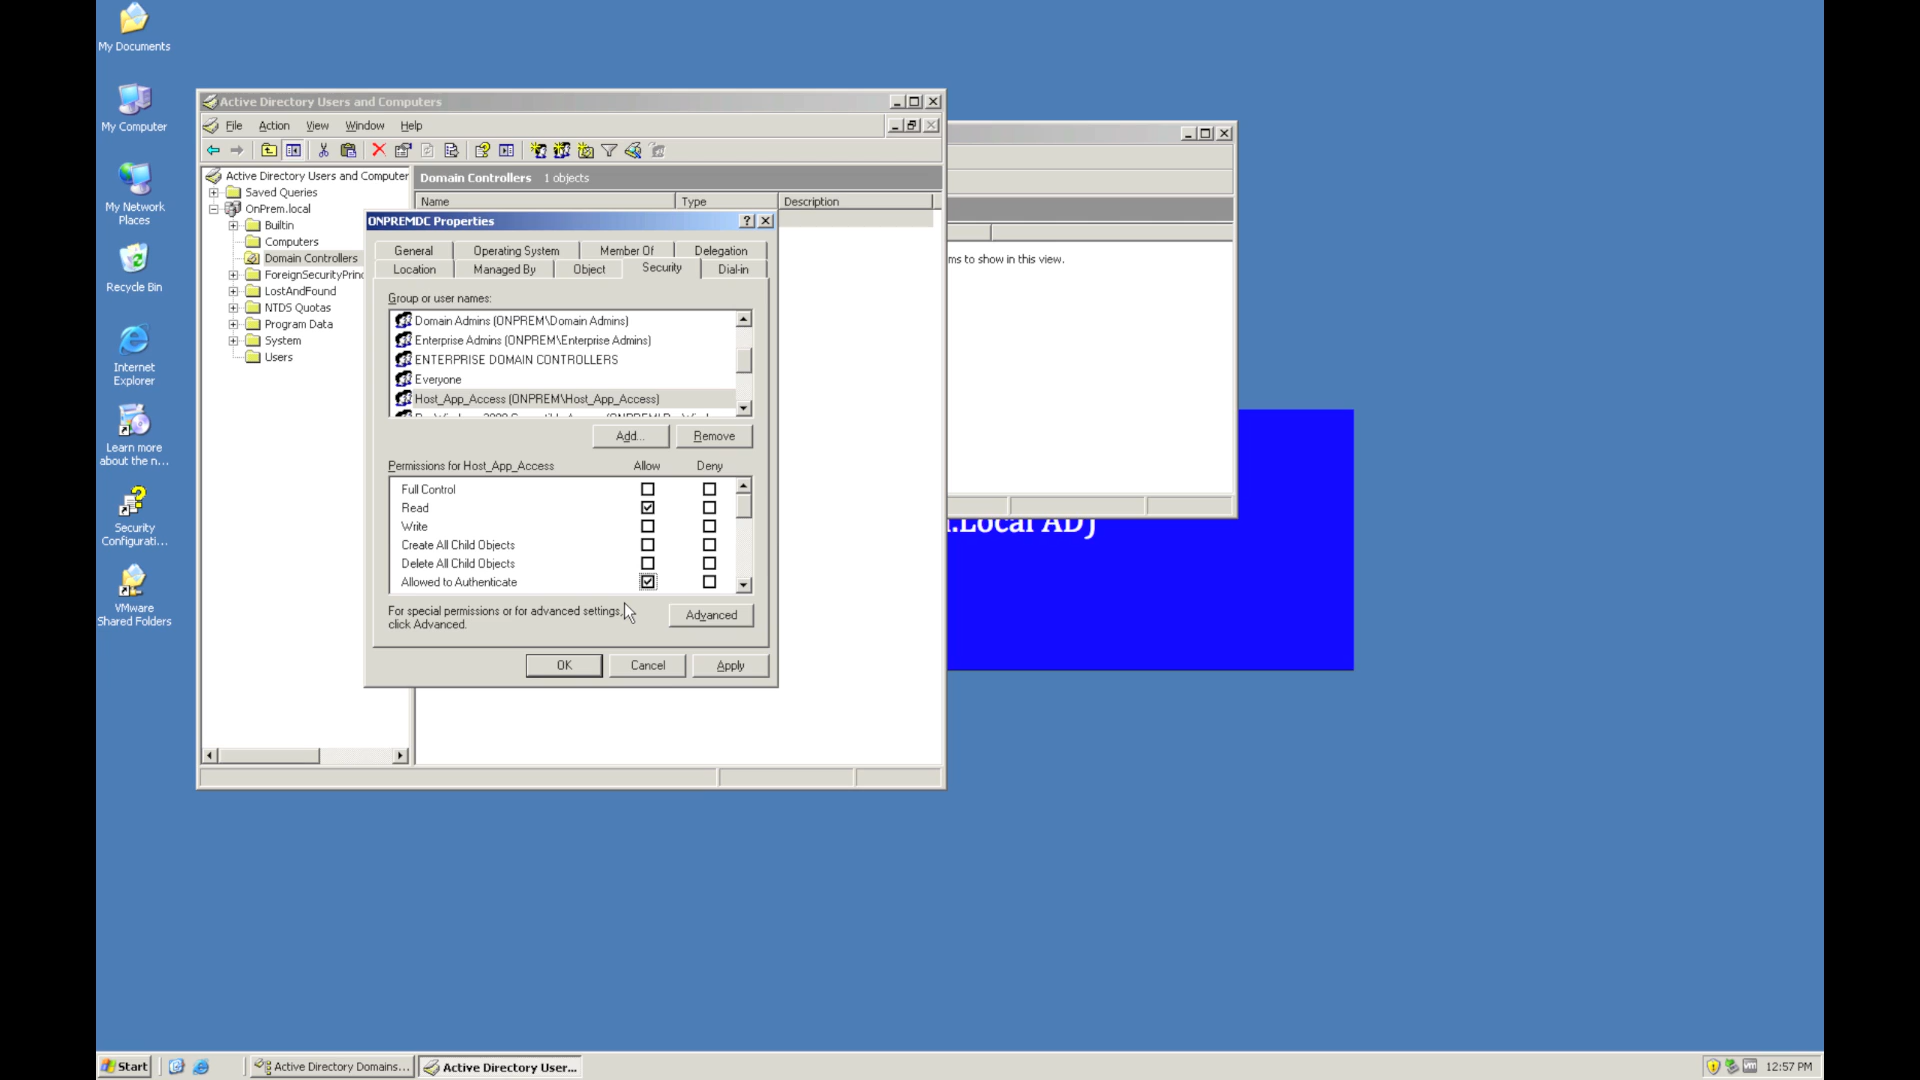 My Documents
My Computer
My Network
Places
Recycle Bin
Internet
Explorer
Learn more
about the n...
Security
Configurati...
VMware
Shared Folders
Active Directory Users and Computers
File Action View Window Help
Active Directory Users and Computer
Saved Queries
OnPrem.local
Builtin
Computers
Domain Controllers
ForeignSecurityPrinc
LostAndFound
NTDS Quotas
Program Data
System
Users
Domain Controllers 1 objects
Name Type Description
ONPREMDC Properties
General Operating System Member Of Delegation
Location Managed By Object Security Dial-in
Group or user names:
Domain Admins (ONPREM\Domain Admins)
Enterprise Admins (ONPREM\Enterprise Admins)
ENTERPRISE DOMAIN CONTROLLERS
Everyone
Host_App_Access (ONPREM\Host_App_Access)
Add... Remove
Permissions for Host_App_Access Allow Deny
Full Control
Read
Write
Create All Child Objects
Delete All Child Objects
Allowed to Authenticate
For special permissions or for advanced settings,
click Advanced.
Advanced
OK Cancel Apply
ms to show in this view.
.Local AD)
Start Active Directory Domains... Active Directory User... 12:57 PM